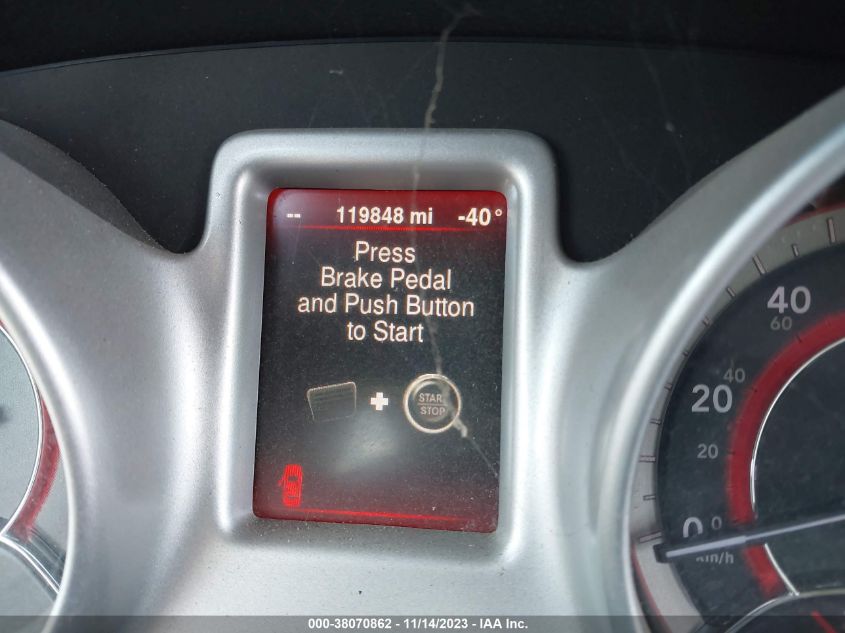 -- 119848 mi -40°
Press
Brake Pedal
and Push Button
to Start
START
STOP
40
60
20
40
20
0
0
km/h
000-38070862 - 11/14/2023 - IAA Inc.